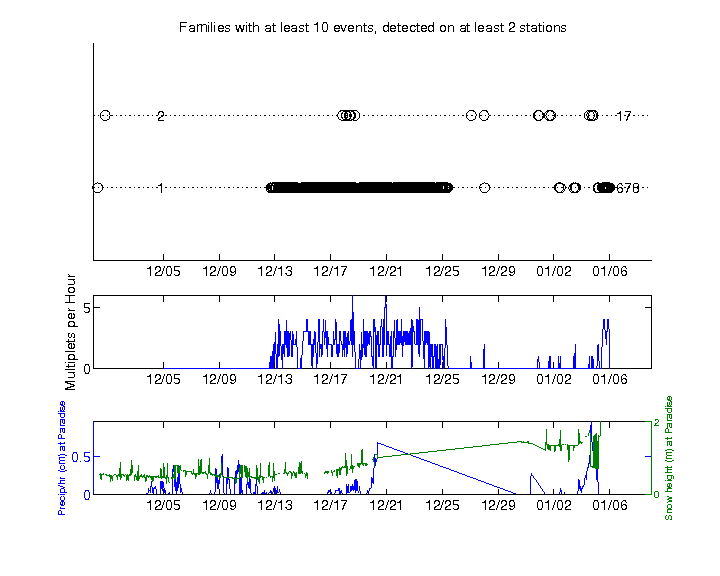 Families with at least 10 events, detected on at least 2 stations
2 17
1 678
12/05 12/09 12/13 12/17 12/21 12/25 12/29 01/02 01/06
Multiplets per Hour
5
0
12/05 12/09 12/13 12/17 12/21 12/25 12/29 01/02 01/06
Precip/hr (cm) at Paradise
0.5
0
Snow height (m) at Paradise
2
1
0
12/05 12/09 12/13 12/17 12/21 12/25 12/29 01/02 01/06